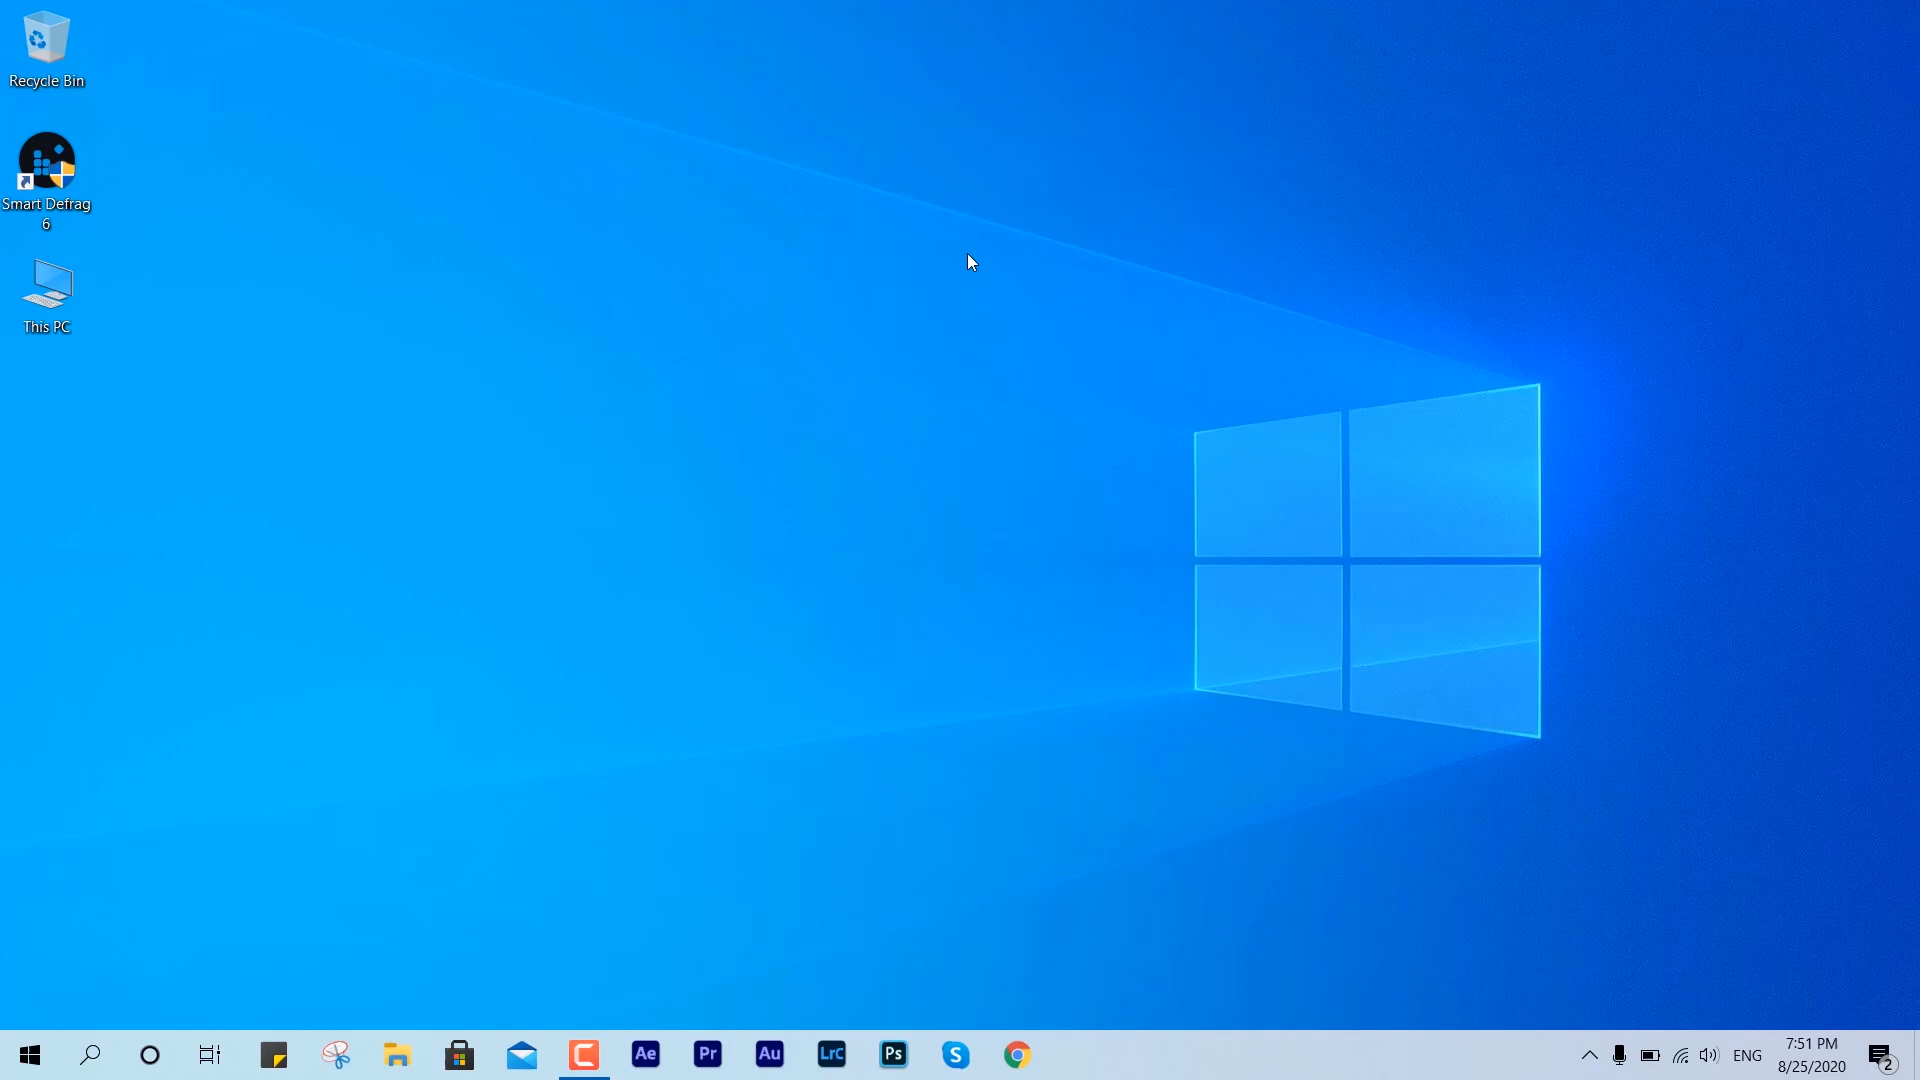 Recycle Bin
Smart Defrag
6
This PC
Ae
Pr
Au
LrC
Ps
S
ENG
7:51 PM
8/25/2020
2